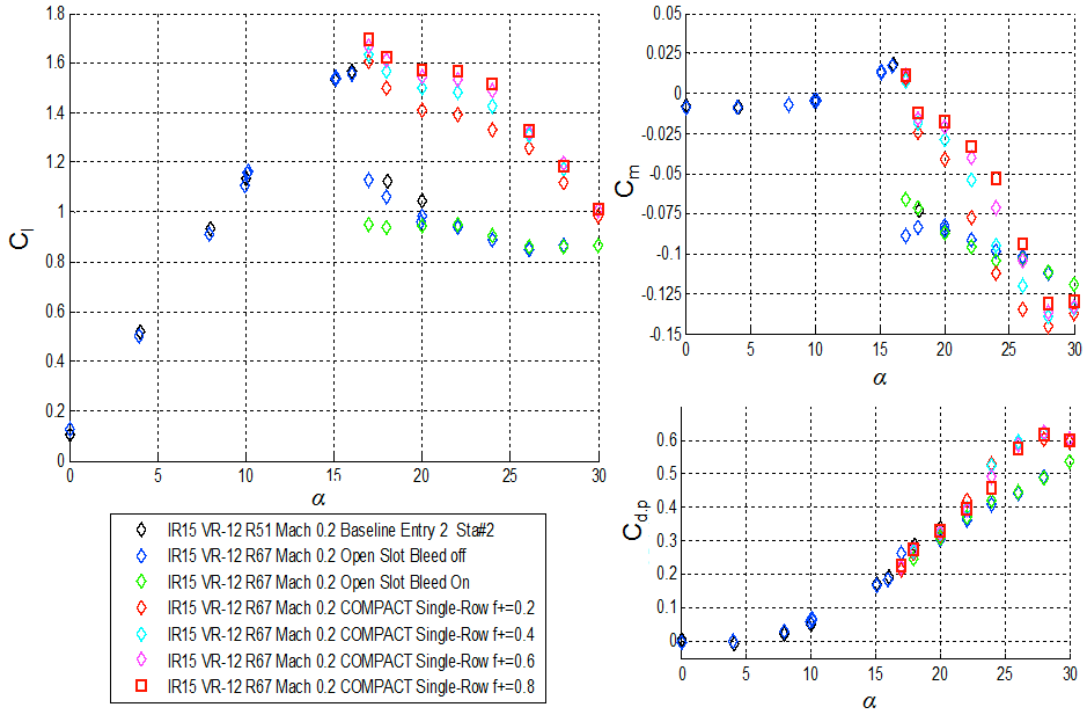 1.8
1.6
1.4
1.2
1
0.8
0.6
0.4
0.2
0
C_l
0 5 10 15 20 25 30
α
0.05
0.025
0
-0.025
-0.05
-0.075
-0.1
-0.125
-0.15
C_m
0 5 10 15 20 25 30
α
0.6
0.5
0.4
0.3
0.2
0.1
0
C_d.p
0 5 10 15 20 25 30
α
IR15 VR-12 R51 Mach 0.2 Baseline Entry 2 Sta#2
IR15 VR-12 R67 Mach 0.2 Open Slot Bleed off
IR15 VR-12 R67 Mach 0.2 Open Slot Bleed On
IR15 VR-12 R67 Mach 0.2 COMPACT Single-Row f+=0.2
IR15 VR-12 R67 Mach 0.2 COMPACT Single-Row f+=0.4
IR15 VR-12 R67 Mach 0.2 COMPACT Single-Row f+=0.6
IR15 VR-12 R67 Mach 0.2 COMPACT Single-Row f+=0.8